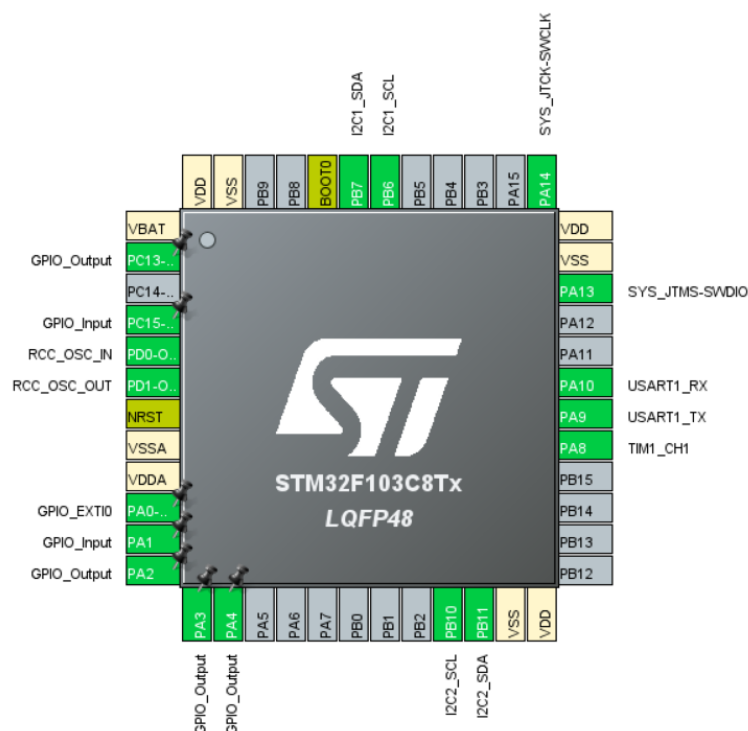 I2C1_SDA
I2C1_SCL
SYS_JTCK-SWCLK
VDD
VSS
PB9
PB8
BOOT0
PB7
PB6
PB5
PB4
PB3
PA15
PA14
VBAT
GPIO_Output PC13-..
PC14-..
GPIO_Input PC15-..
RCC_OSC_IN PD0-O..
RCC_OSC_OUT PD1-O..
NRST
VSSA
VDDA
GPIO_EXTI0 PA0-..
GPIO_Input PA1
GPIO_Output PA2
ST
STM32F103C8Tx
LQFP48
VDD
VSS
PA13 SYS_JTMS-SWDIO
PA12
PA11
PA10 USART1_RX
PA9 USART1_TX
PA8 TIM1_CH1
PB15
PB14
PB13
PB12
PA3
PA4
PA5
PA6
PA7
PB0
PB1
PB2
PB10
PB11
VSS
VDD
GPIO_Output
GPIO_Output
I2C2_SCL
I2C2_SDA